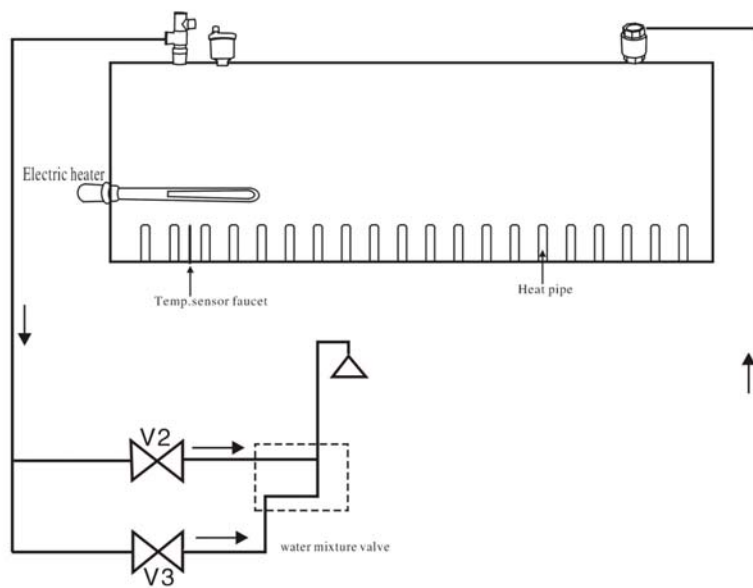 Electric heater
Temp.sensor faucet
Heat pipe
V2
water mixture valve
V3